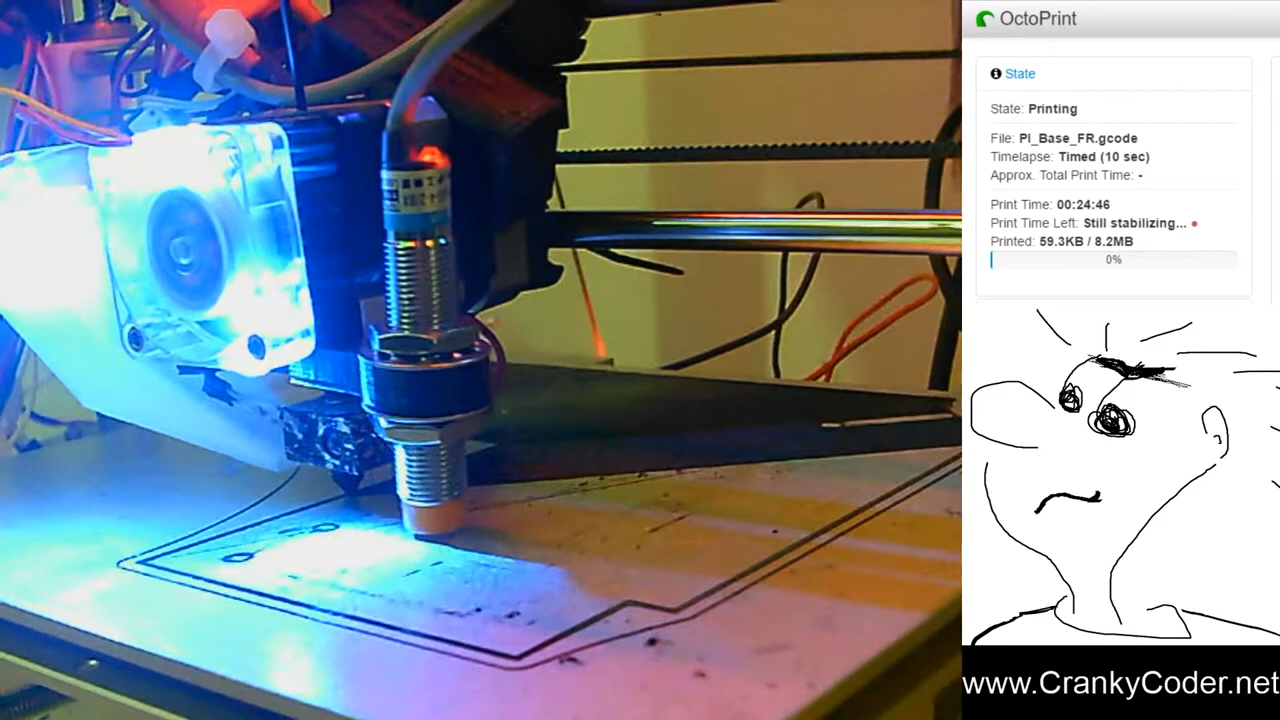 OctoPrint
State
State: Printing
File: PI_Base_FR.gcode
Timelapse: Timed (10 sec)
Approx. Total Print Time: -
Print Time: 00:24:46
Print Time Left: Still stabilizing...
Printed: 59.3KB / 8.2MB
0%
www.CrankyCoder.net